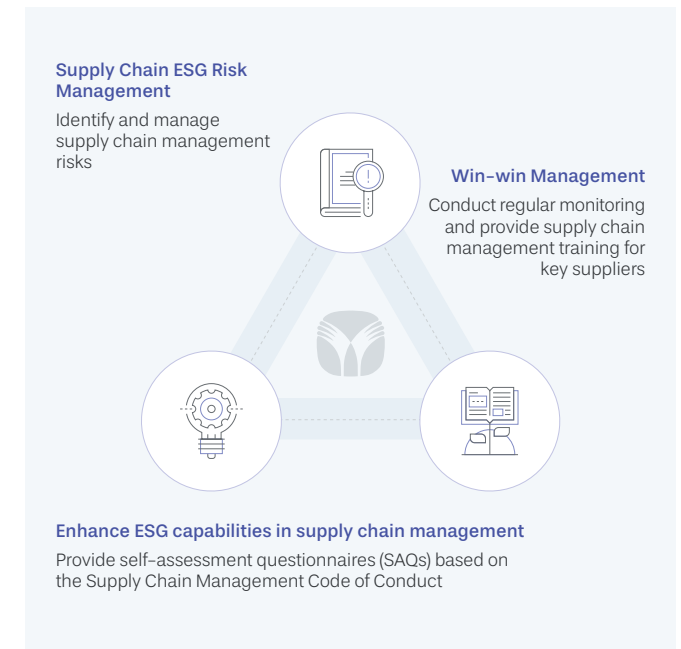 Supply Chain ESG Risk
Management
Identify and manage
supply chain management
risks
Win-win Management
Conduct regular monitoring
and provide supply chain
management training for
key suppliers
Enhance ESG capabilities in supply chain management
Provide self-assessment questionnaires (SAQs) based on
the Supply Chain Management Code of Conduct